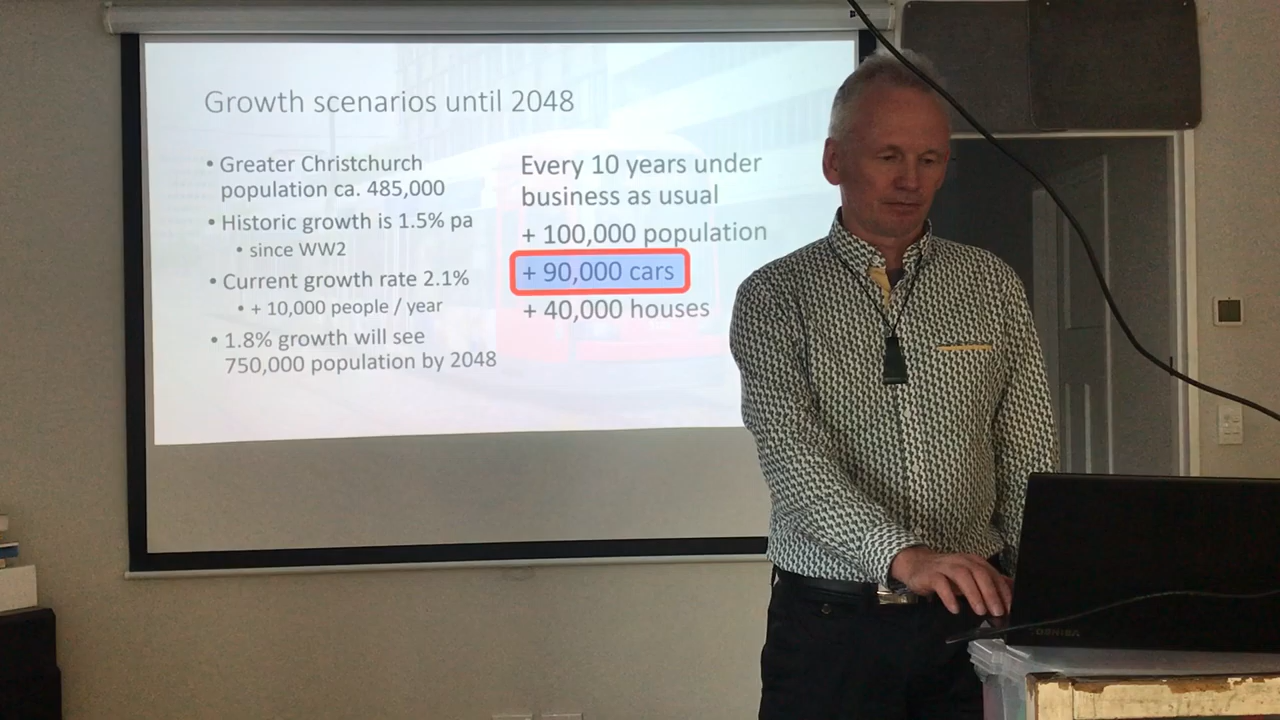 Growth scenarios until 2048
• Greater Christchurch
population ca. 485,000
• Historic growth is 1.5% pa
• since WW2
• Current growth rate 2.1%
• + 10,000 people / year
• 1.8% growth will see
750,000 population by 2048
Every 10 years under
business as usual
+ 100,000 population
+ 90,000 cars
+ 40,000 houses
TOSHIBA